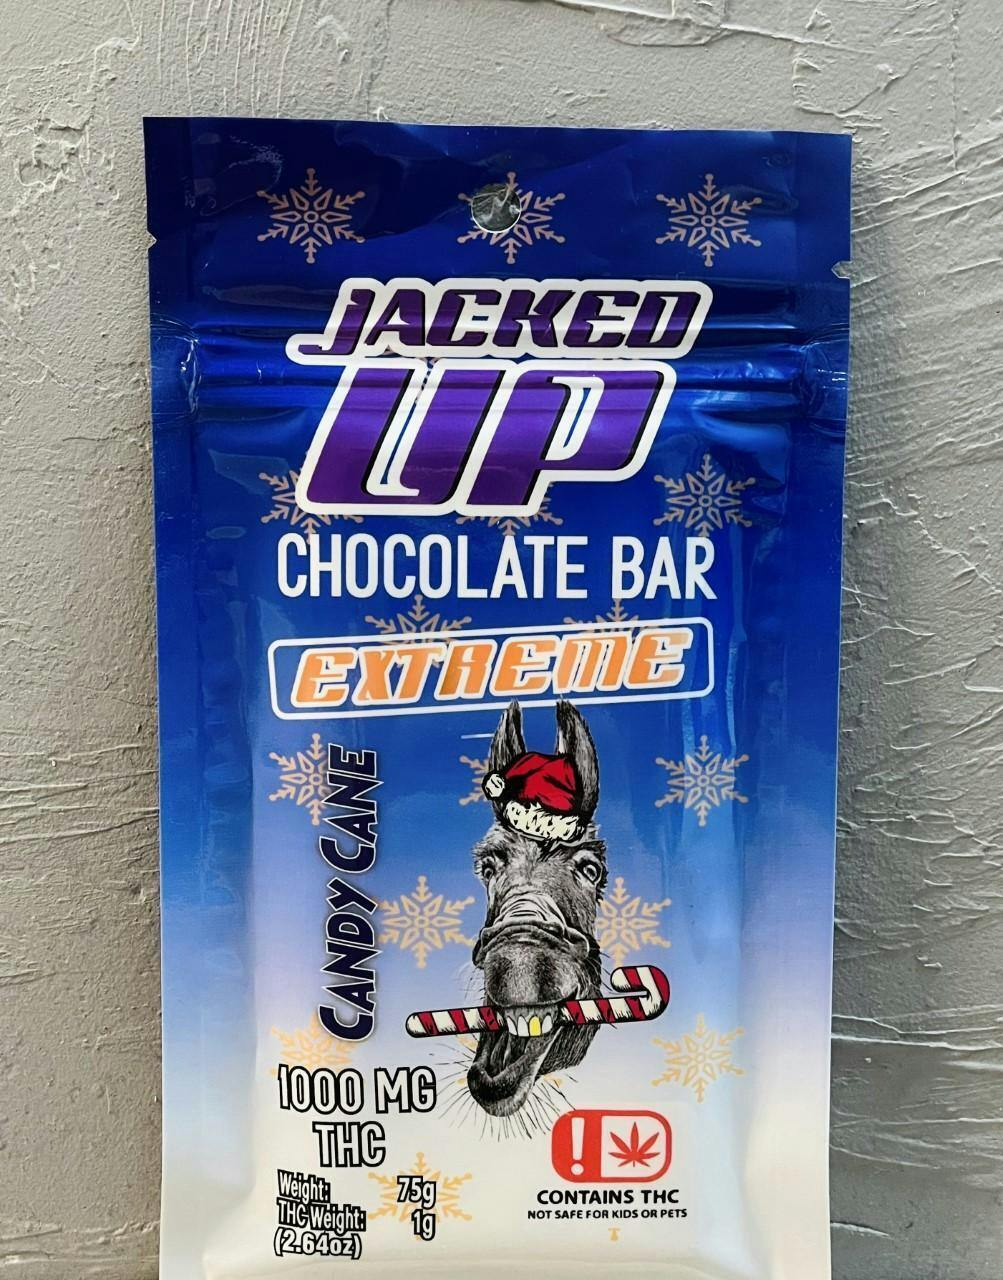 JACKED
UP
CHOCOLATE BAR
EXTREME
CANDY CANE
1000 MG
THC
Weight: 75g
THC Weight: 1g
(2.64oz)
!
CONTAINS THC
NOT SAFE FOR KIDS OR PETS